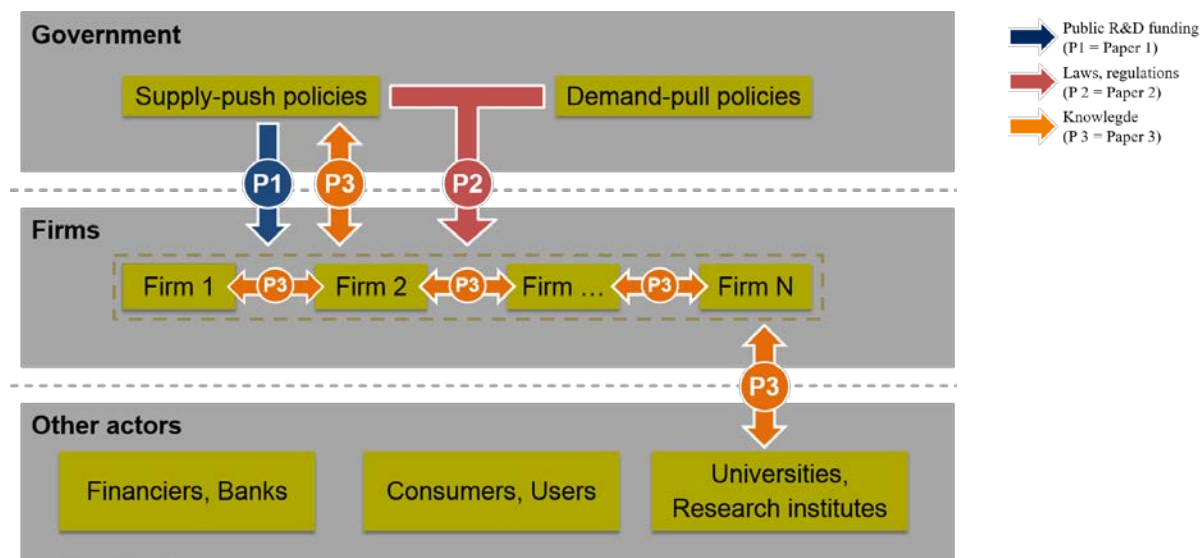 Government
Supply-push policies
Demand-pull policies
P1
P3
P2
Firms
Firm 1
P3
Firm 2
P3
Firm ...
P3
Firm N
P3
Other actors
Financiers, Banks
Consumers, Users
Universities,
Research institutes
Public R&D funding
(P1 = Paper 1)
Laws, regulations
(P 2 = Paper 2)
Knowlegde
(P 3 = Paper 3)